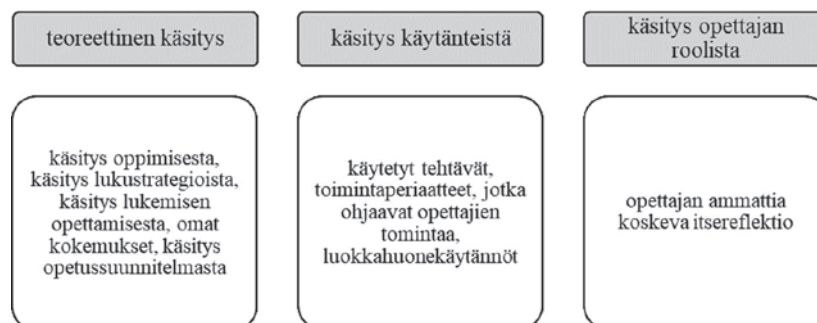 teoreettinen käsitys
käsitys käytänteistä
käsitys opettajan
roolista
käsitys oppimisesta,
käsitys lukustrategioista,
käsitys lukemisen
opettamisesta, omat
kokemukset, käsitys
opetussuunnitelmasta
käytetyt tehtävät,
toimintaperiaatteet, jotka
ohjaavat opettajien
tomintaa,
luokkahuonekäytännöt
opettajan ammattia
koskeva itsereflektio